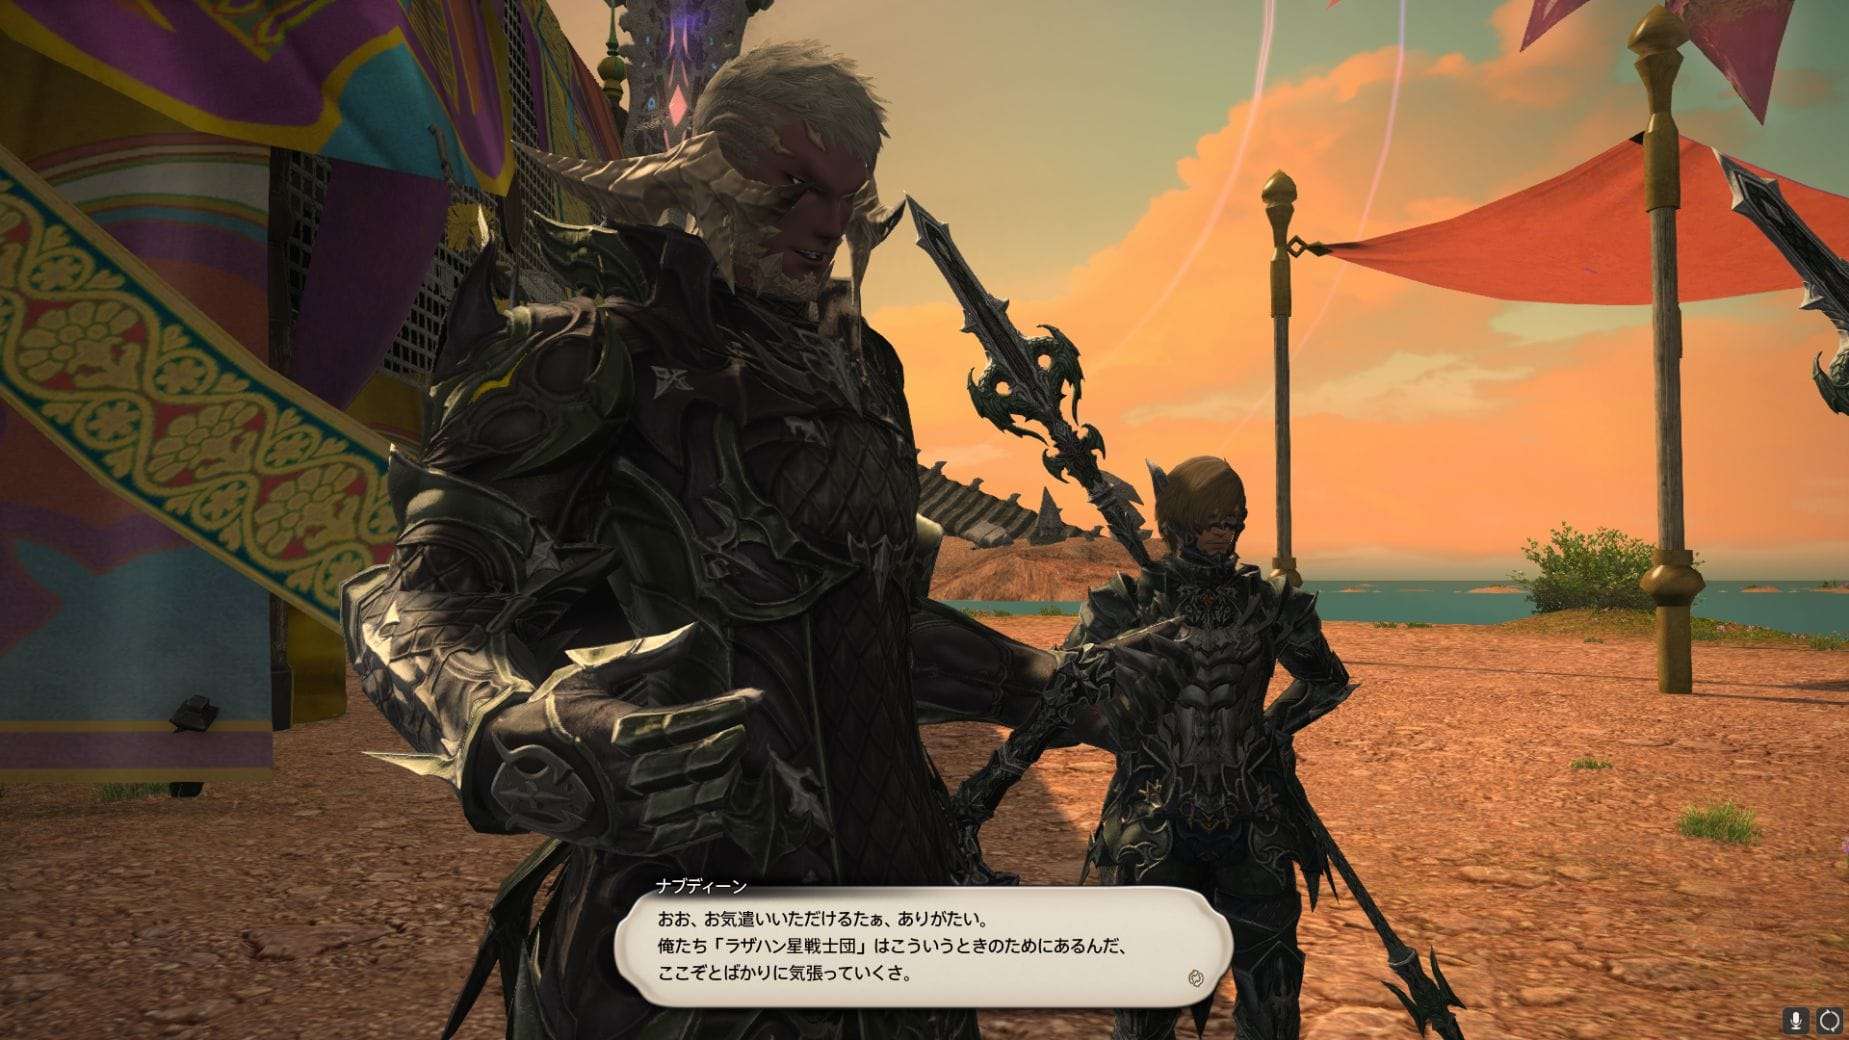 ナブディーン
おお、お気遣いいただけるたぁ、ありがたい。
俺たち「ラザハン星戦士団」はこういうときのためにあるんだ、
ここぞとばかりに気張っていくさ。